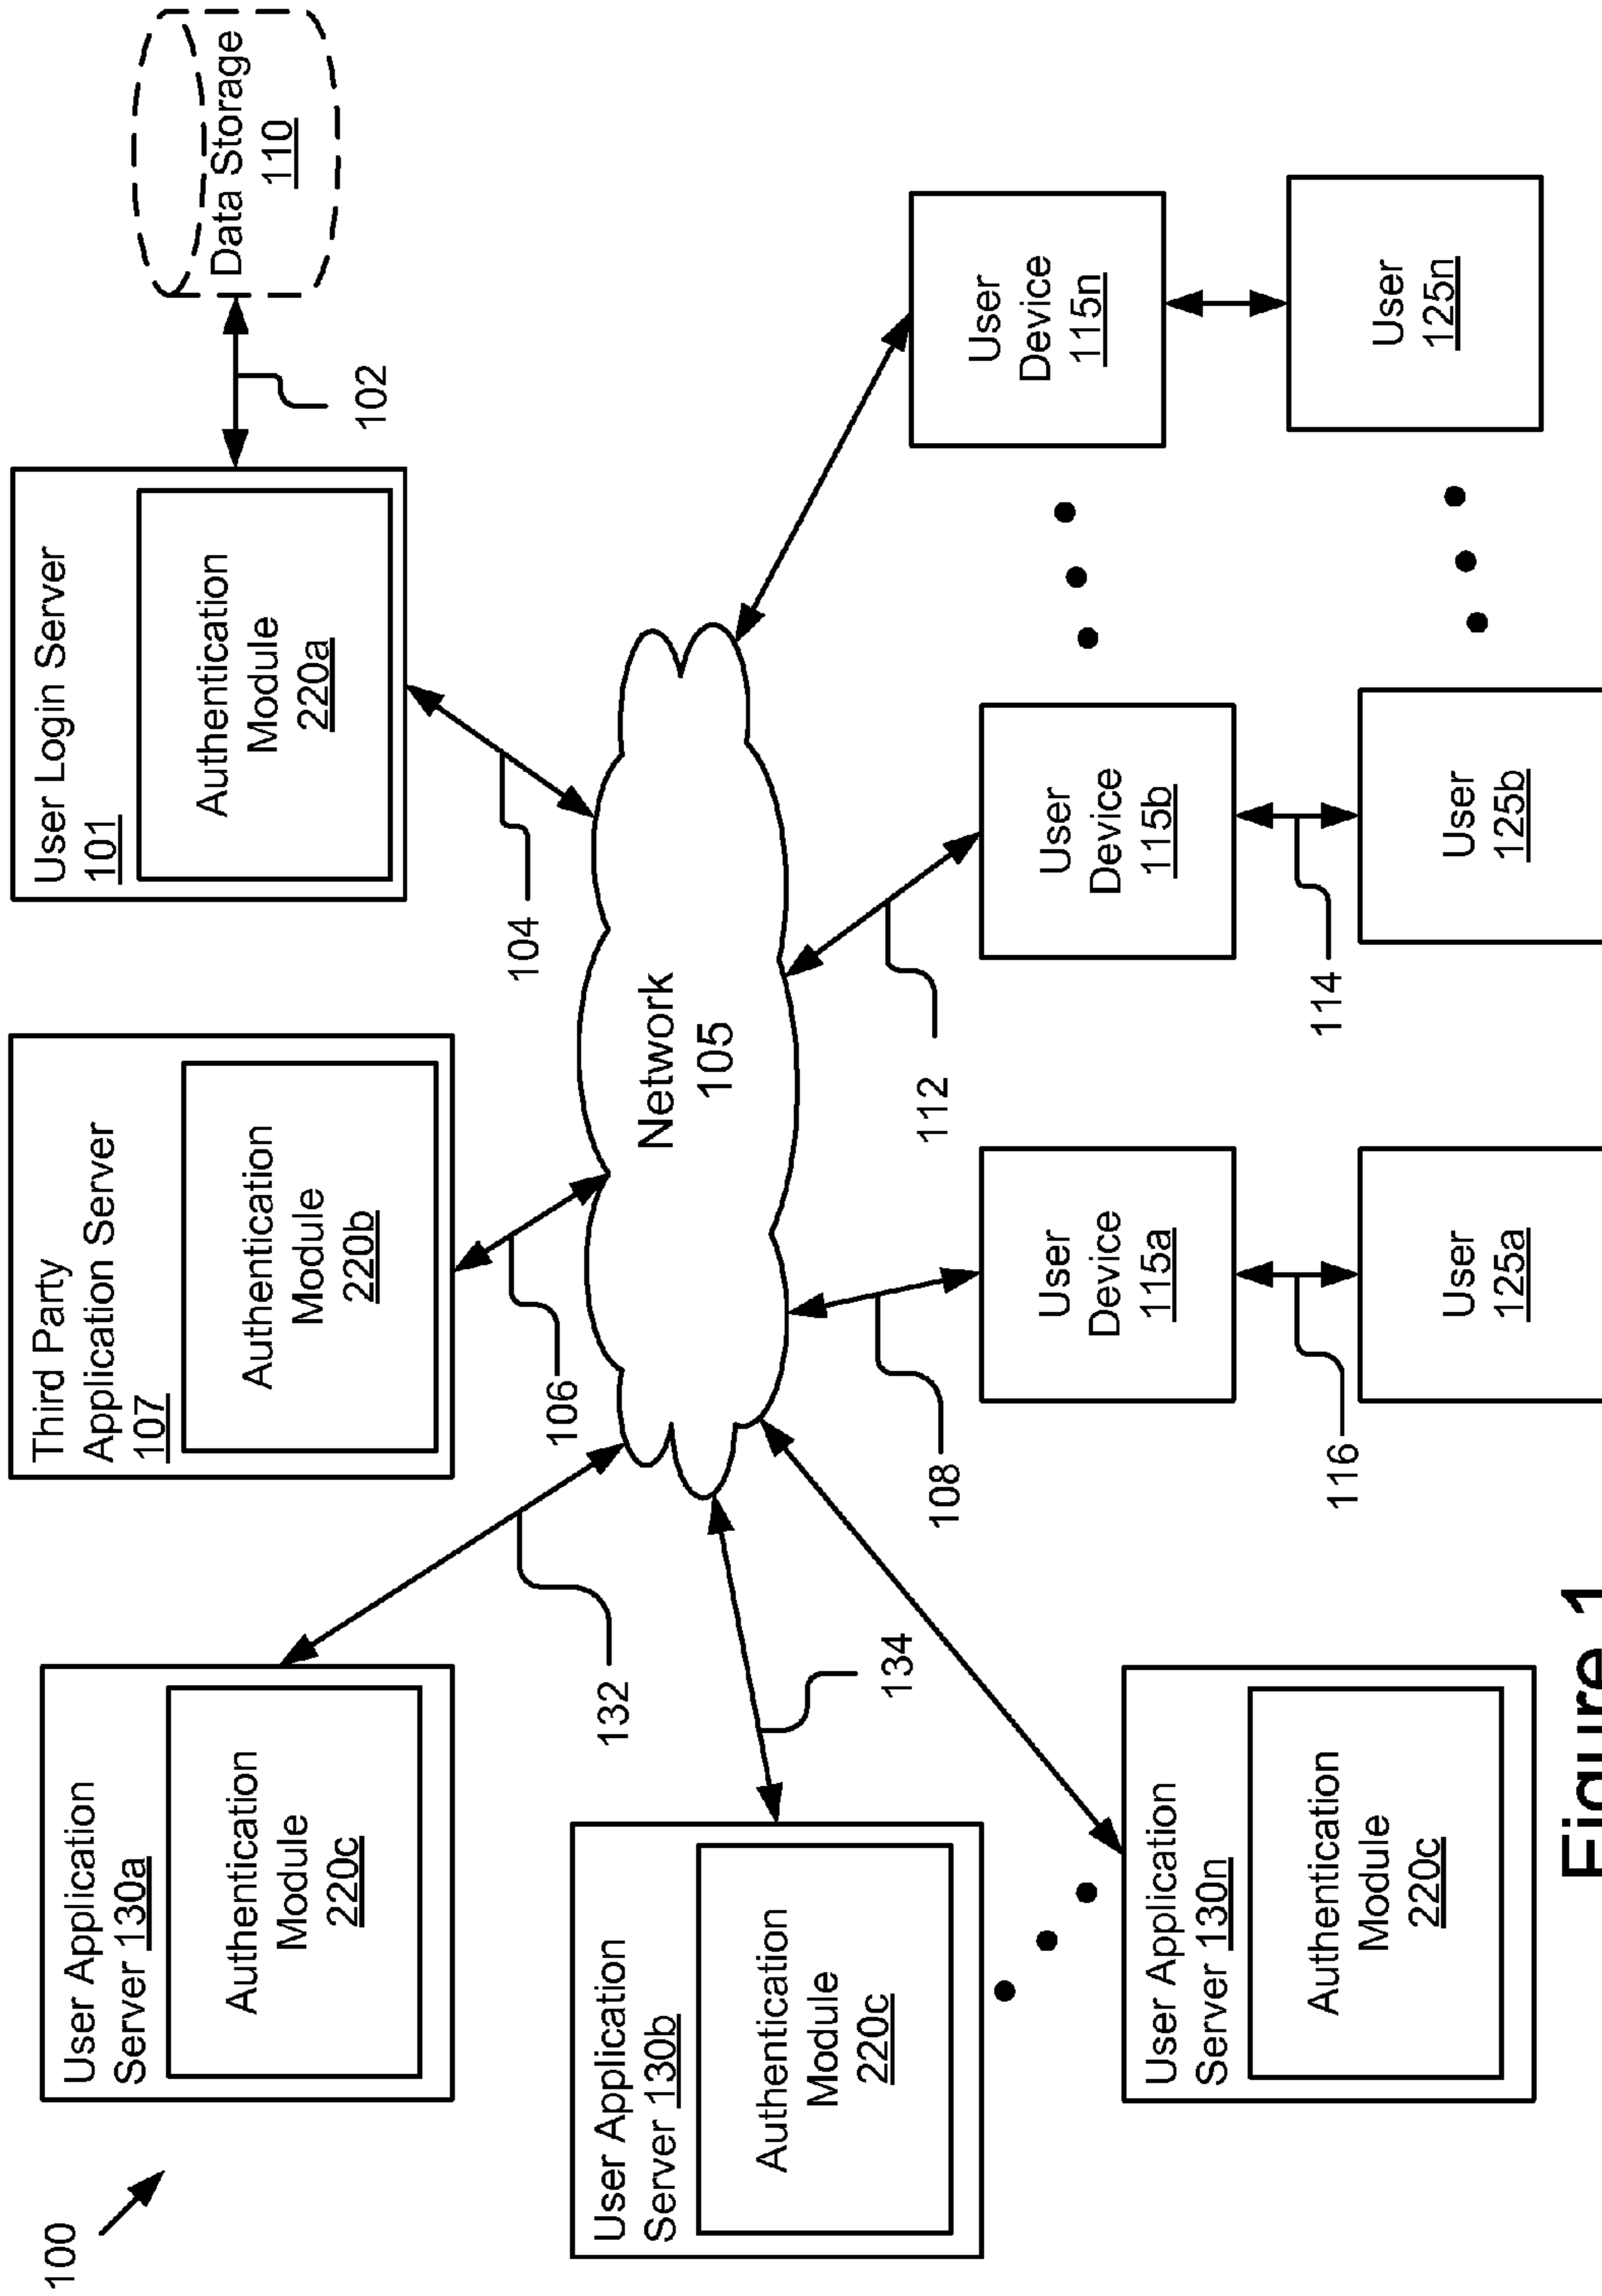 100
User Application
Server 130a
Authentication
Module
220c
Third Party
Application Server
107
Authentication
Module
220b
User Login Server
101
Authentication
Module
220a
Data Storage
110
102
104
106
132
User Application
Server 130b
Authentication
Module
220c
134
Network
105
108
112
User Application
Server 130n
Authentication
Module
220c
User
Device
115a
User
Device
115b
User
Device
115n
116
114
User
125a
User
125b
User
125n
Figure 1